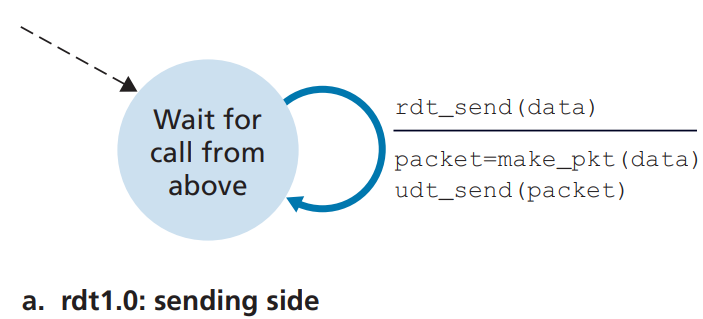 Wait for
call from
above
rdt_send(data)
packet=make_pkt(data)
udt_send(packet)
a. rdt1.0: sending side